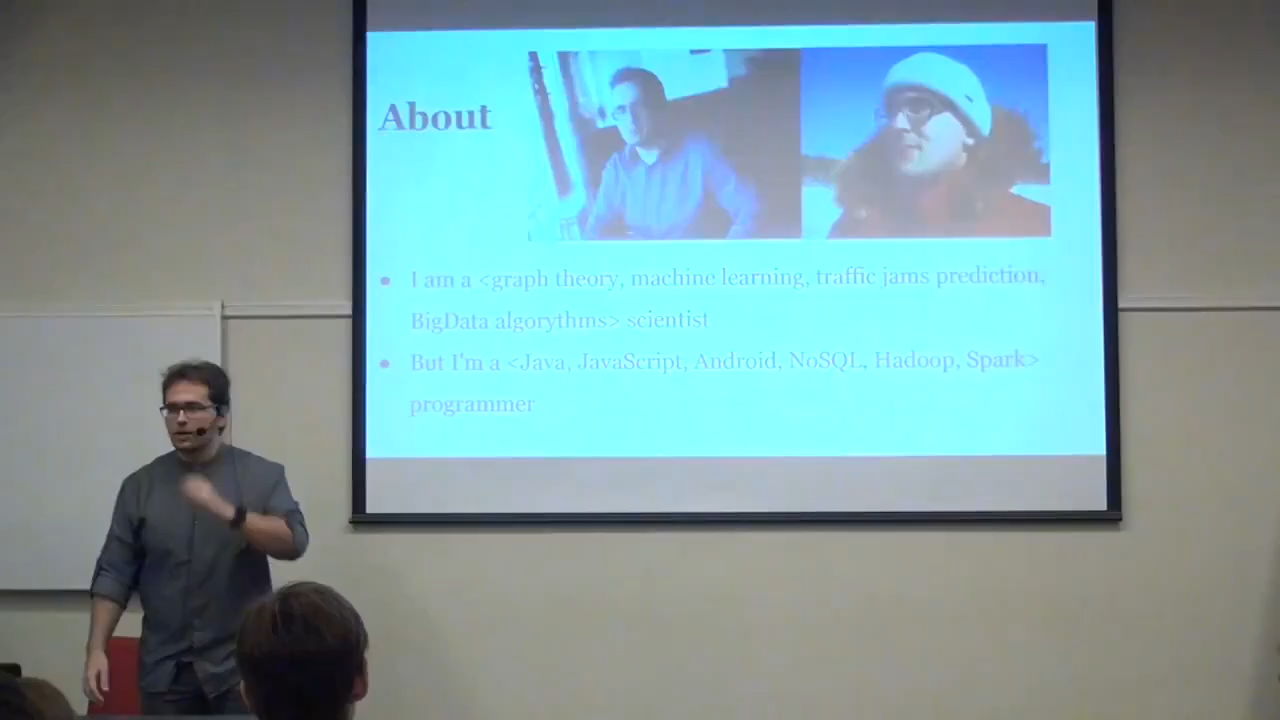 About
I am a <graph theory, machine learning, traffic jams prediction,
BigData algorythms> scientist
But I'm a <Java, JavaScript, Android, NoSQL, Hadoop, Spark>
programmer